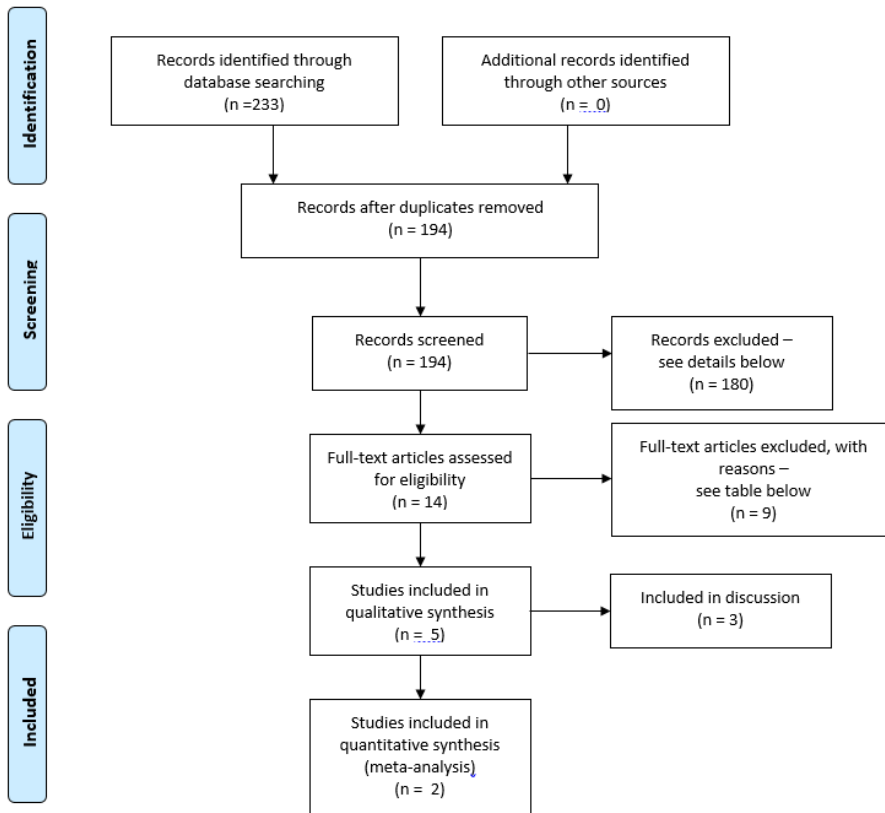 Identification
Records identified through
database searching
(n =233)
Additional records identified
through other sources
(n = 0)
Records after duplicates removed
(n = 194)
Screening
Records screened
(n = 194)
Records excluded –
see details below
(n = 180)
Eligibility
Full-text articles assessed
for eligibility
(n = 14)
Full-text articles excluded, with
reasons –
see table below
(n = 9)
Studies included in
qualitative synthesis
(n = 5)
Included in discussion
(n = 3)
Included
Studies included in
quantitative synthesis
(meta-analysis)
(n = 2)